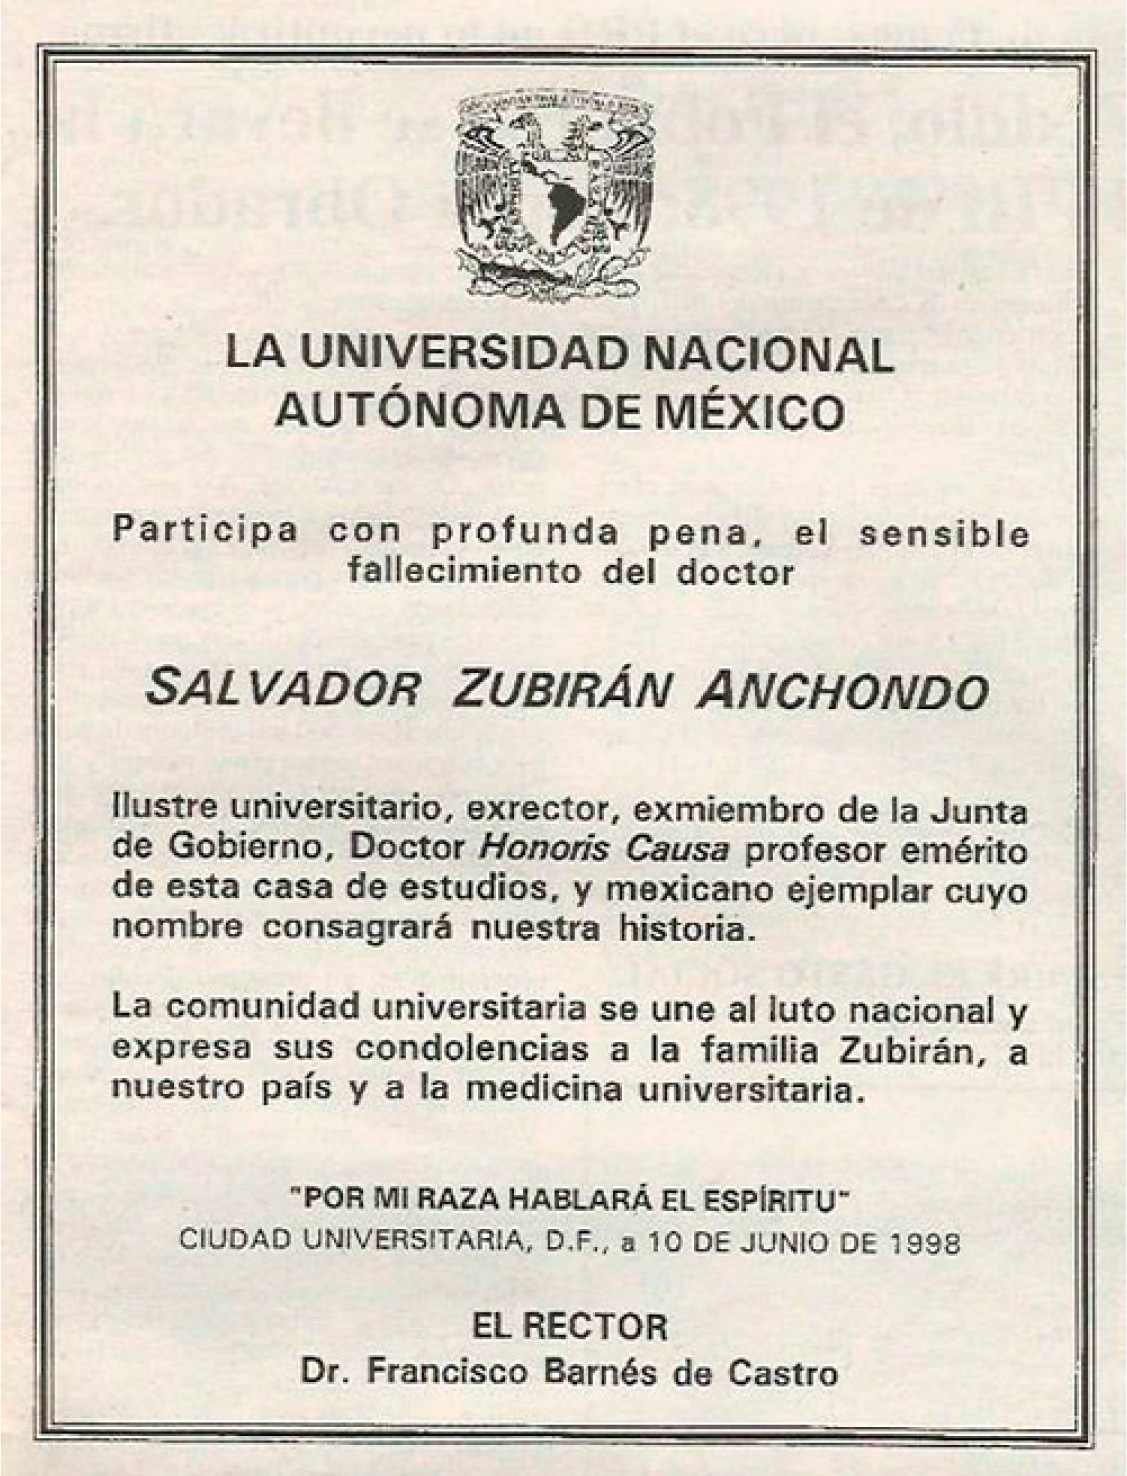 LA UNIVERSIDAD NACIONAL
AUTÓNOMA DE MÉXICO
Participa con profunda pena, el sensible
fallecimiento del doctor
SALVADOR ZUBIRÁN ANCHONDO
Ilustre universitario, exrector, exmiembro de la Junta
de Gobierno, Doctor Honoris Causa profesor emérito
de esta casa de estudios, y mexicano ejemplar cuyo
nombre consagrará nuestra historia.
La comunidad universitaria se une al luto nacional y
expresa sus condolencias a la familia Zubirán, a
nuestro país y a la medicina universitaria.
"POR MI RAZA HABLARÁ EL ESPÍRITU"
CIUDAD UNIVERSITARIA, D.F., a 10 DE JUNIO DE 1998
EL RECTOR
Dr. Francisco Barnés de Castro